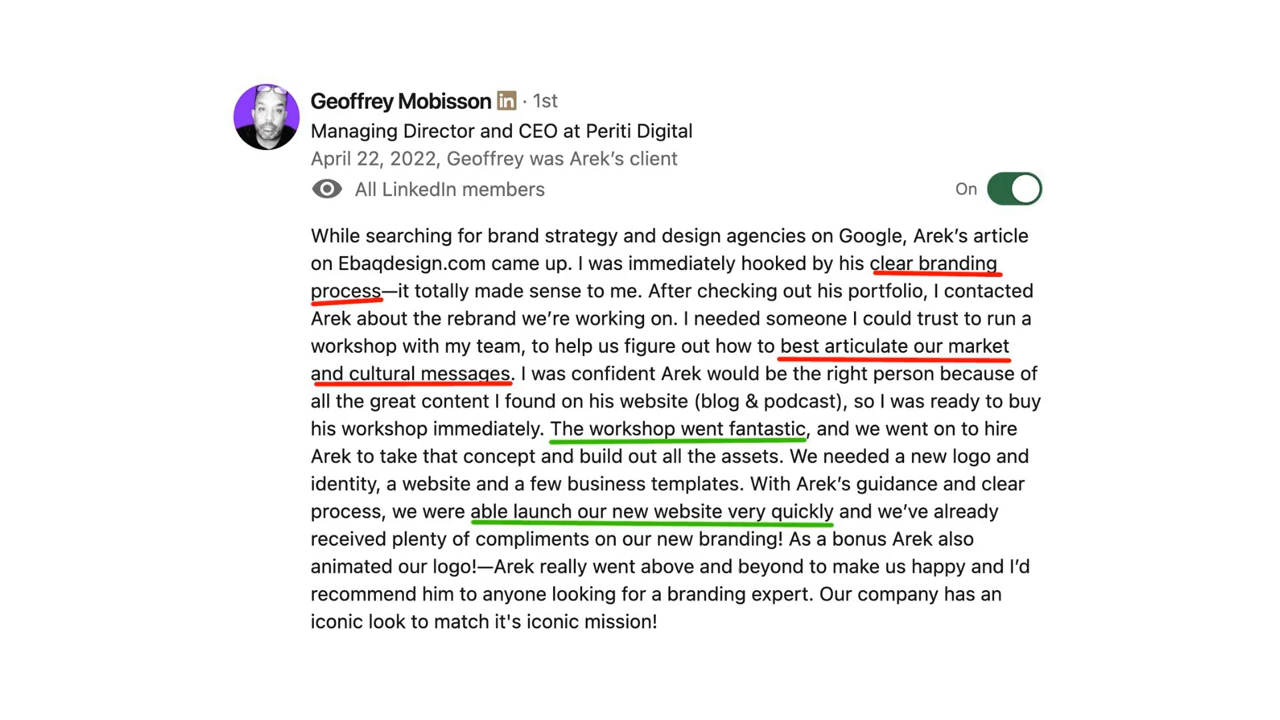 Geoffrey Mobisson in · 1st
Managing Director and CEO at Periti Digital
April 22, 2022, Geoffrey was Arek’s client
All LinkedIn members
On
While searching for brand strategy and design agencies on Google, Arek’s article
on Ebaqdesign.com came up. I was immediately hooked by his clear branding
process—it totally made sense to me. After checking out his portfolio, I contacted
Arek about the rebrand we’re working on. I needed someone I could trust to run a
workshop with my team, to help us figure out how to best articulate our market
and cultural messages. I was confident Arek would be the right person because of
all the great content I found on his website (blog & podcast), so I was ready to buy
his workshop immediately. The workshop went fantastic, and we went on to hire
Arek to take that concept and build out all the assets. We needed a new logo and
identity, a website and a few business templates. With Arek’s guidance and clear
process, we were able launch our new website very quickly and we’ve already
received plenty of compliments on our new branding! As a bonus Arek also
animated our logo!—Arek really went above and beyond to make us happy and I’d
recommend him to anyone looking for a branding expert. Our company has an
iconic look to match it's iconic mission!